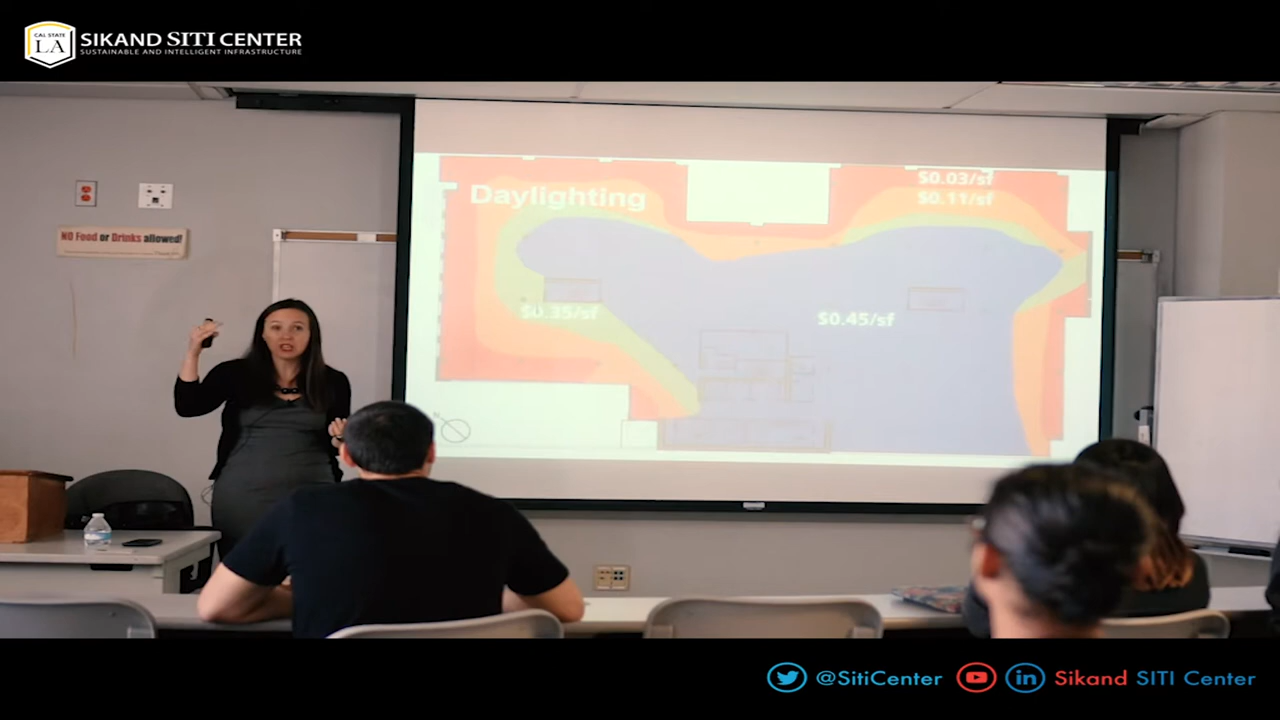 CAL STATE
LA
SIKAND SITI CENTER
SUSTAINABLE AND INTELLIGENT INFRASTRUCTURE
Daylighting
$0.03/sf
$0.11/sf
$0.35/sf
$0.45/sf
NO Food or Drinks allowed!
@SitiCenter
in
Sikand SITI Center